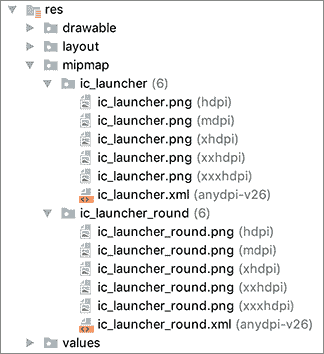 res
drawable
layout
mipmap
ic_launcher (6)
ic_launcher.png (hdpi)
ic_launcher.png (mdpi)
ic_launcher.png (xhdpi)
ic_launcher.png (xxhdpi)
ic_launcher.png (xxxhdpi)
ic_launcher.xml (anydpi-v26)
ic_launcher_round (6)
ic_launcher_round.png (hdpi)
ic_launcher_round.png (mdpi)
ic_launcher_round.png (xhdpi)
ic_launcher_round.png (xxhdpi)
ic_launcher_round.png (xxxhdpi)
ic_launcher_round.xml (anydpi-v26)
values